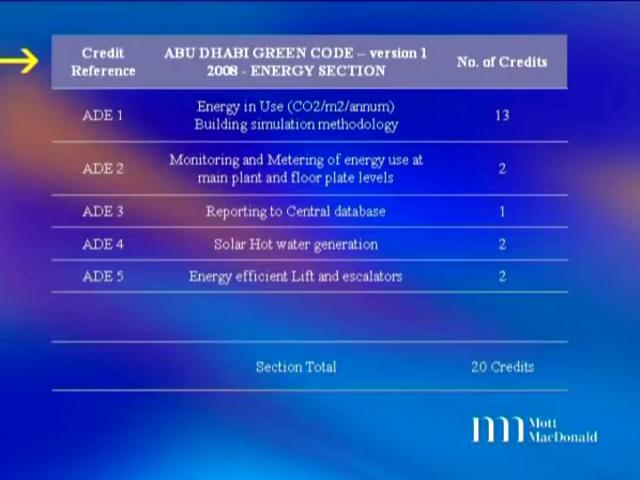 Credit Reference | ABU DHABI GREEN CODE – version 1 2008 - ENERGY SECTION | No. of Credits
ADE 1 | Energy in Use (CO2/m2/annum) Building simulation methodology | 13
ADE 2 | Monitoring and Metering of energy use at main plant and floor plate levels | 2
ADE 3 | Reporting to Central database | 1
ADE 4 | Solar Hot water generation | 2
ADE 5 | Energy efficient Lift and escalators | 2
Section Total | 20 Credits
Mott
MacDonald